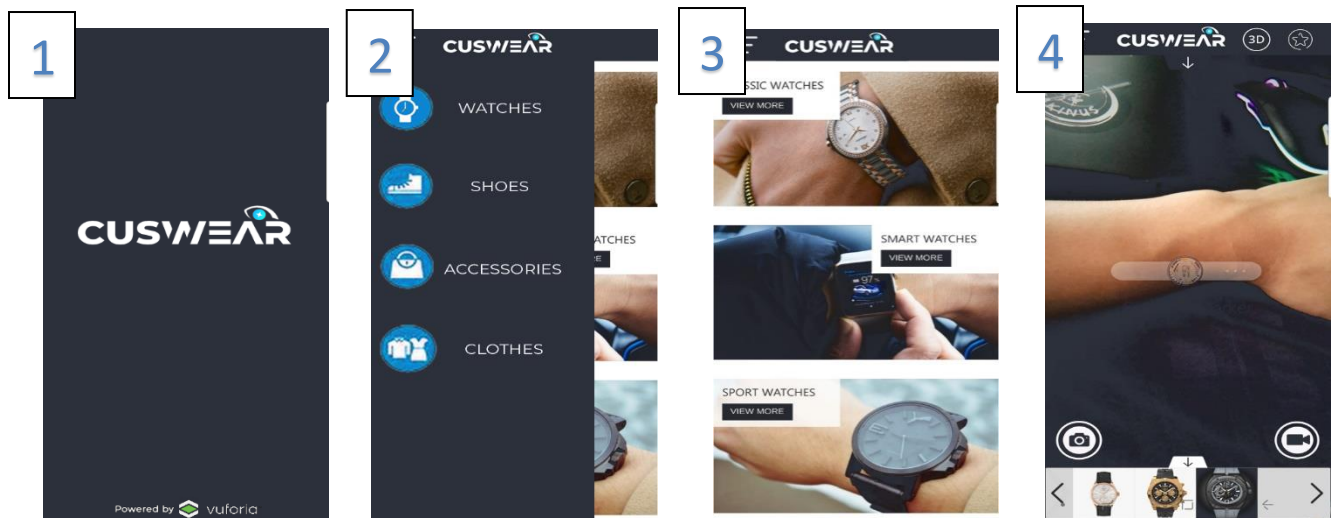 1
CUSWEAR
Powered by vuforia
2
CUSWEAR
WATCHES
SHOES
ACCESSORIES
CLOTHES
ATCHES
3
CUSWEAR
SSIC WATCHES
VIEW MORE
SMART WATCHES
VIEW MORE
SPORT WATCHES
VIEW MORE
4
CUSWEAR 3D